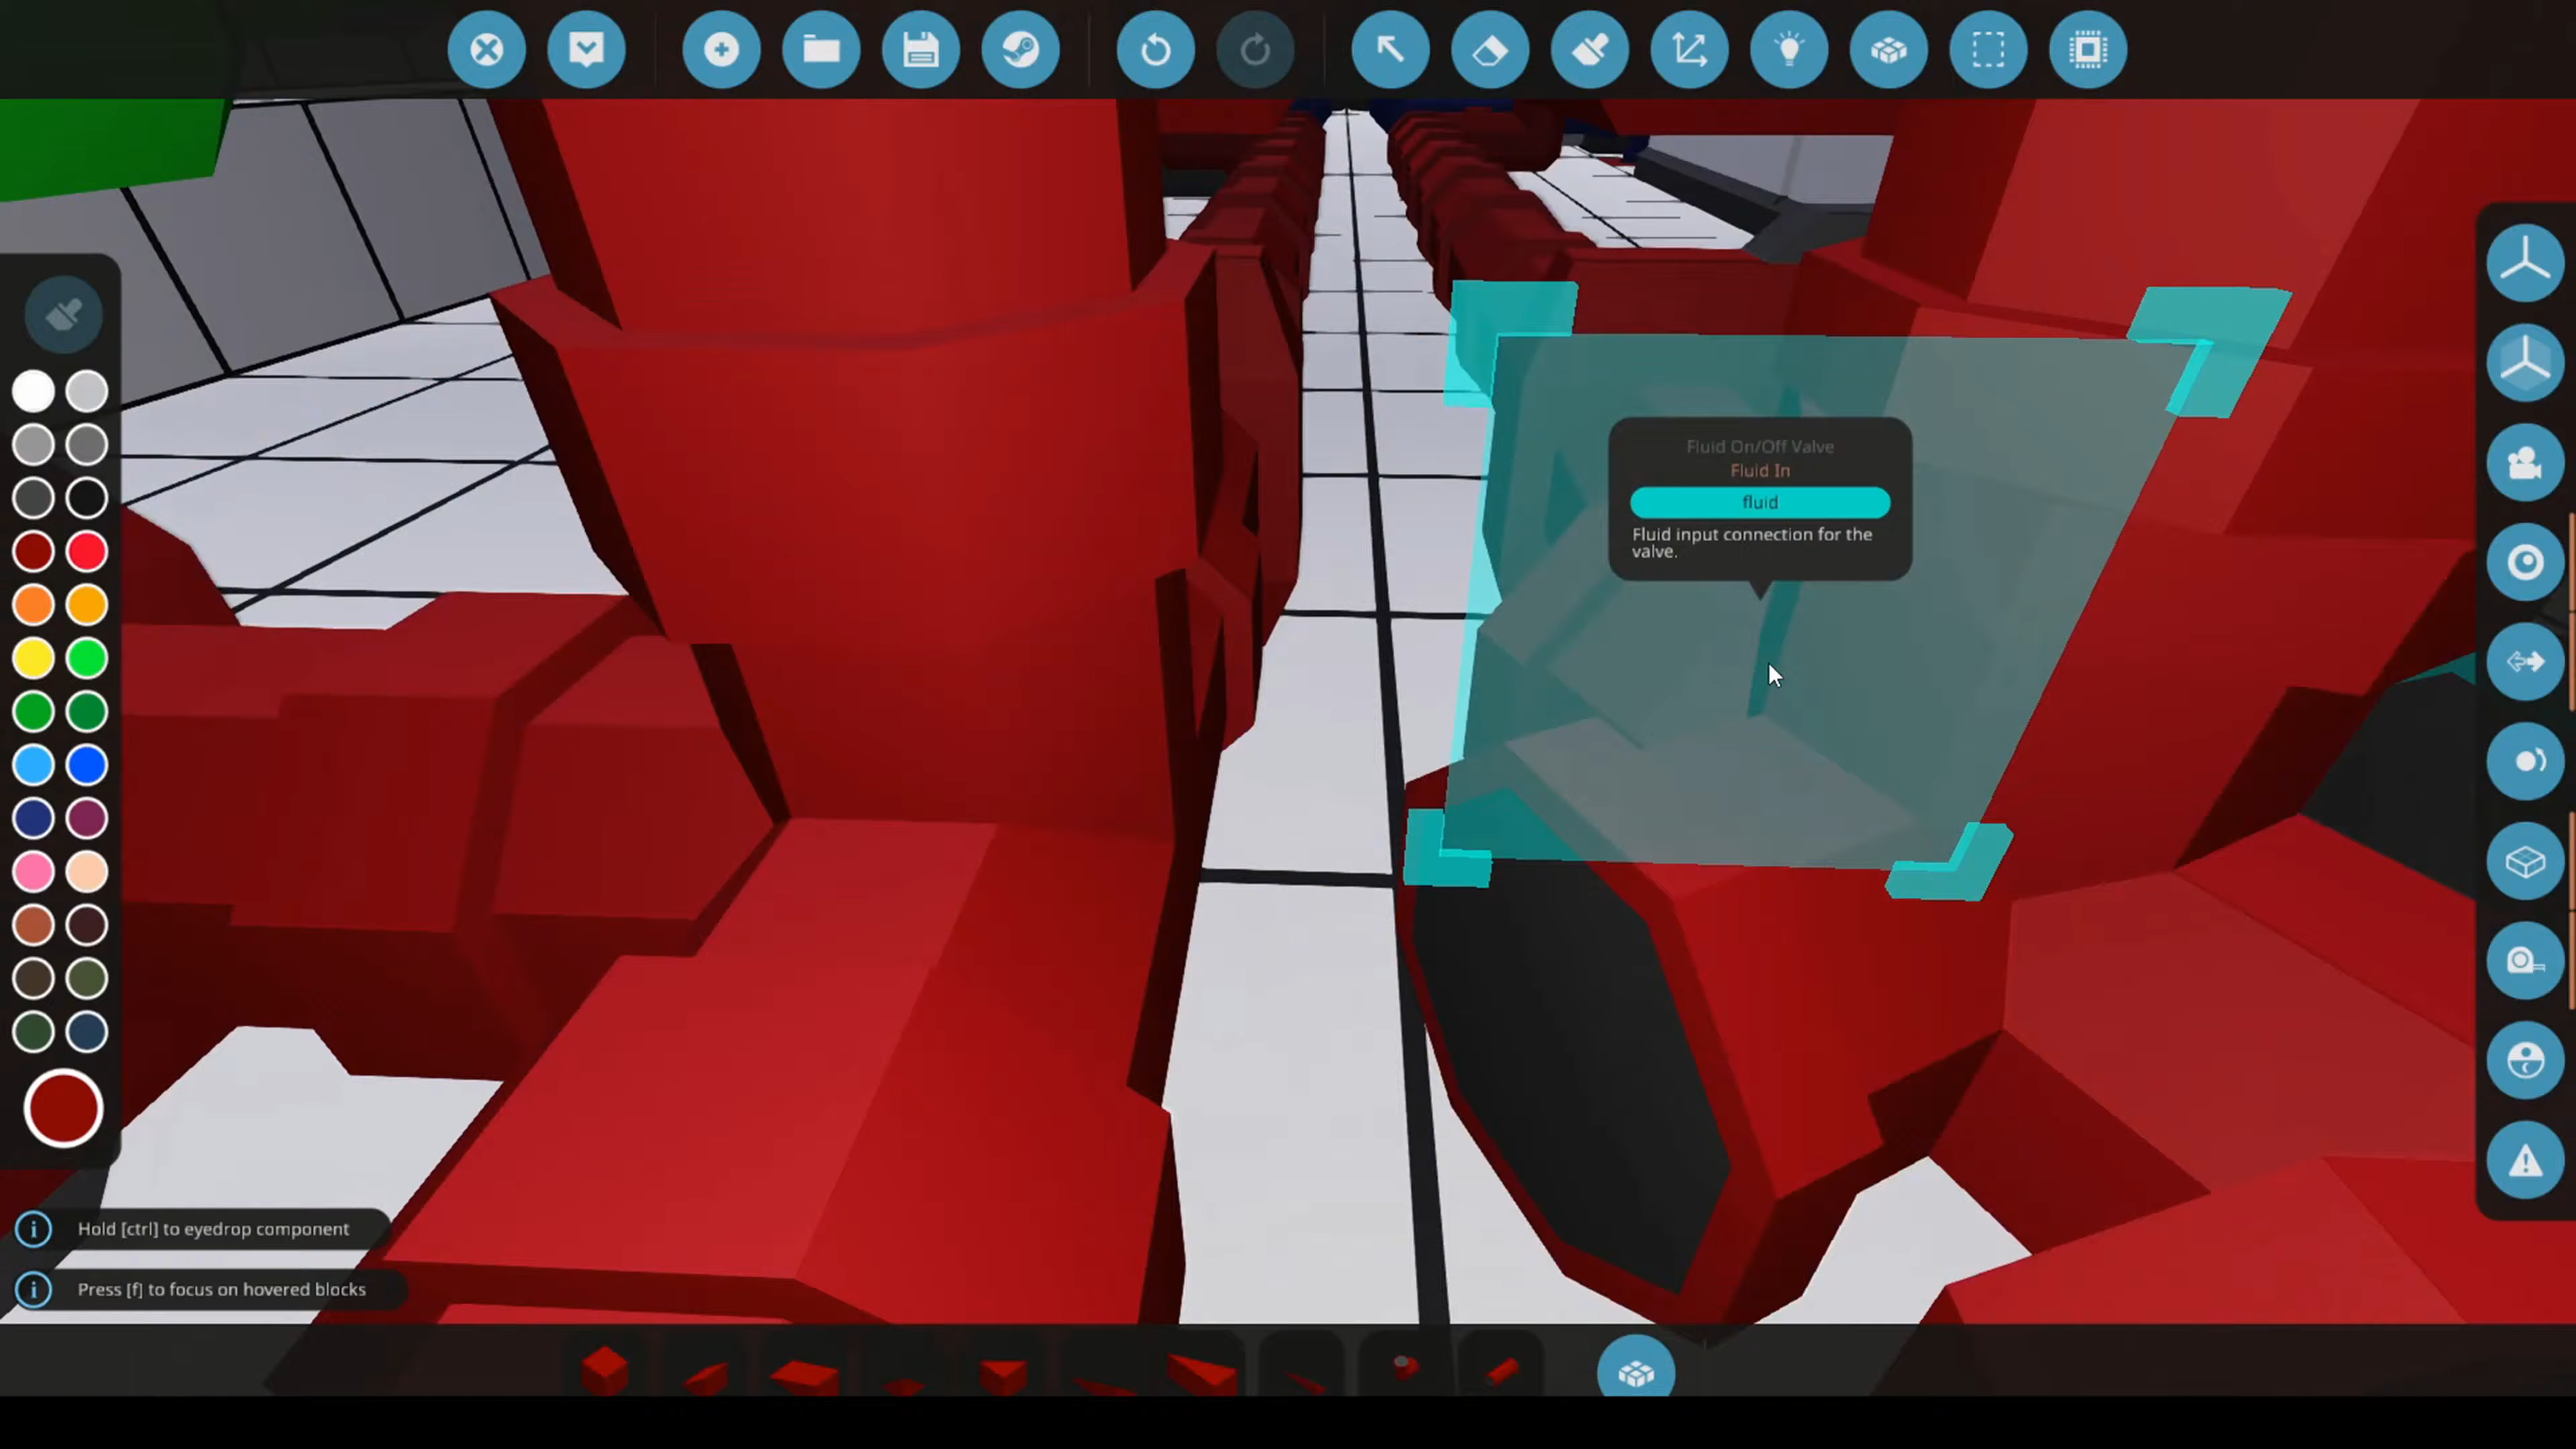 Fluid On/Off Valve
Fluid In
fluid
Fluid input connection for the
valve.
Hold [ctrl] to eyedrop component
Press [f] to focus on hovered blocks